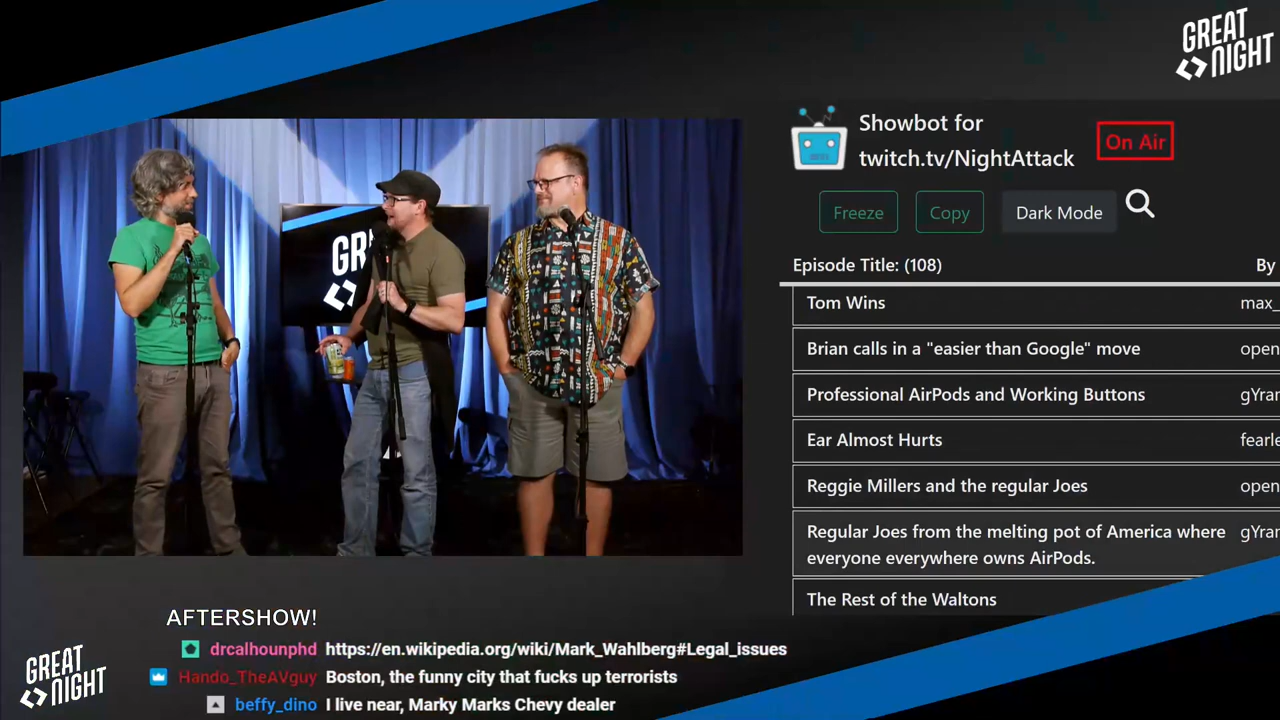 GREAT
NIGHT
Showbot for
twitch.tv/NightAttack
On Air
Freeze
Copy
Dark Mode
Episode Title: (108)
By
Tom Wins
max_
Brian calls in a "easier than Google" move
open
Professional AirPods and Working Buttons
gYran
Ear Almost Hurts
fearle
Reggie Millers and the regular Joes
open
Regular Joes from the melting pot of America where
gYran
everyone everywhere owns AirPods.
The Rest of the Waltons
GR
AFTERSHOW!
drcalhounphd https://en.wikipedia.org/wiki/Mark_Wahlberg#Legal_issues
Hando_TheAVguy Boston, the funny city that fucks up terrorists
beffy_dino I live near, Marky Marks Chevy dealer
GREAT
NIGHT